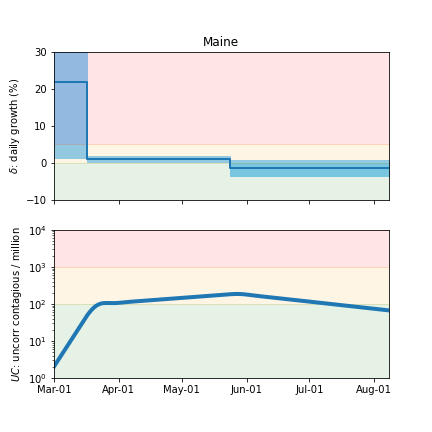 Maine
30
20
10
0
−10
δ: daily growth (%)
10⁴
10³
10²
10¹
10⁰
UC: uncorr contagious / million
Mar-01 Apr-01 May-01 Jun-01 Jul-01 Aug-01